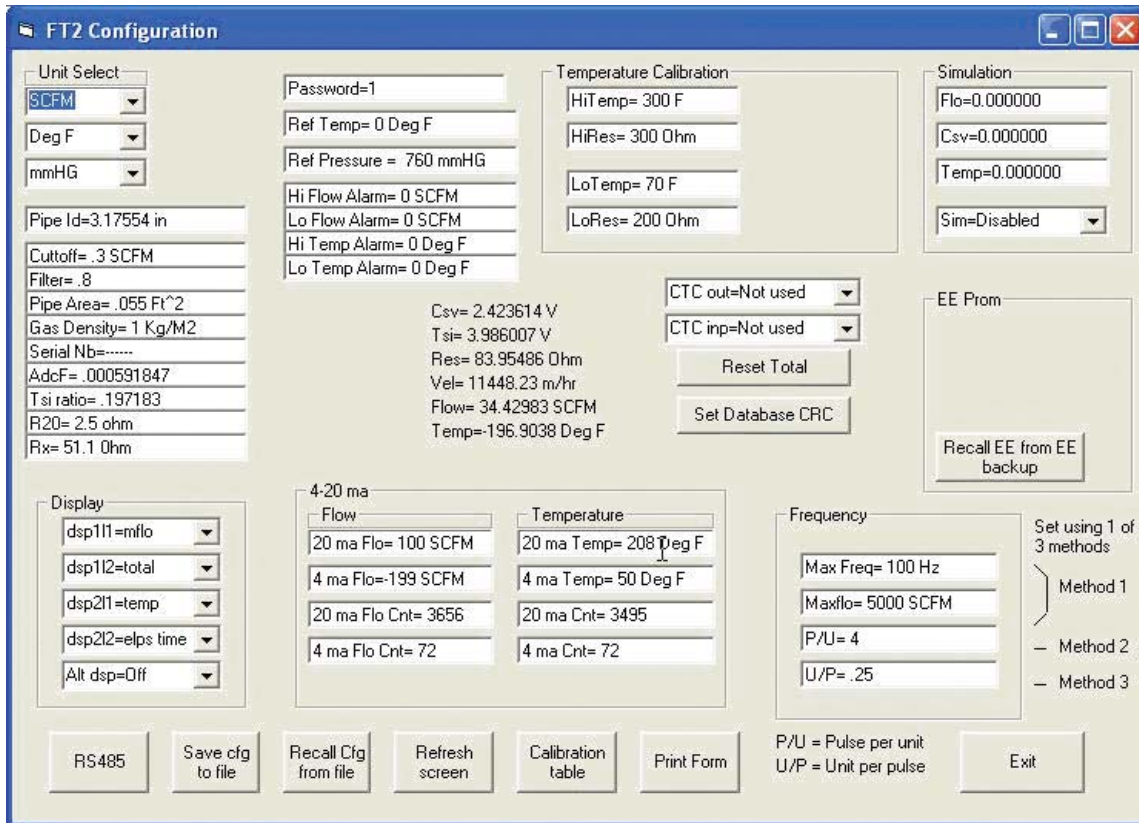 FT2 Configuration
Unit Select
SCFM
Deg F
mmHG
Pipe Id=3.17554 in
Cuttoff= .3 SCFM
Filter= .8
Pipe Area= .055 Ft^2
Gas Density= 1 Kg/M2
Serial Nb=------
AdcF= .000591847
Tsi ratio= .197183
R20= 2.5 ohm
Rx= 51.1 0hm
Password=1
Ref Temp= 0 Deg F
Ref Pressure = 760 mmHG
Hi Flow Alarm= 0 SCFM
Lo Flow Alarm= 0 SCFM
Hi Temp Alarm= 0 Deg F
Lo Temp Alarm= 0 Deg F
Temperature Calibration
HiTemp= 300 F
HiRes= 300 Ohm
LoTemp= 70 F
LoRes= 200 Ohm
Simulation
Flo=0.000000
Csv=0.000000
Temp=0.000000
Sim=Disabled
Csv= 2.423614 V
Tsi= 3.986007 V
Res= 83.95486 Ohm
Vel= 11448.23 m/hr
Flow= 34.42983 SCFM
Temp=-196.9038 Deg F
CTC out=Not used
CTC inp=Not used
Reset Total
Set Database CRC
EE Prom
Recall EE from EE
backup
Display
dsp1l1=mflo
dsp1l2=total
dsp2l1=temp
dsp2l2=elps time
Alt dsp=Off
4-20 ma
Flow
20 ma Flo= 100 SCFM
4 ma Flo=-199 SCFM
20 ma Flo Cnt= 3656
4 ma Flo Cnt= 72
Temperature
20 ma Temp= 208 Deg F
4 ma Temp= 50 Deg F
20 ma Cnt= 3495
4 ma Cnt= 72
Frequency
Max Freq= 100 Hz
Maxflo= 5000 SCFM
P/U= 4
U/P= .25
Set using 1 of
3 methods
Method 1
Method 2
Method 3
P/U = Pulse per unit
U/P = Unit per pulse
RS485
Save cfg
to file
Recall Cfg
from file
Refresh
screen
Calibration
table
Print Form
Exit